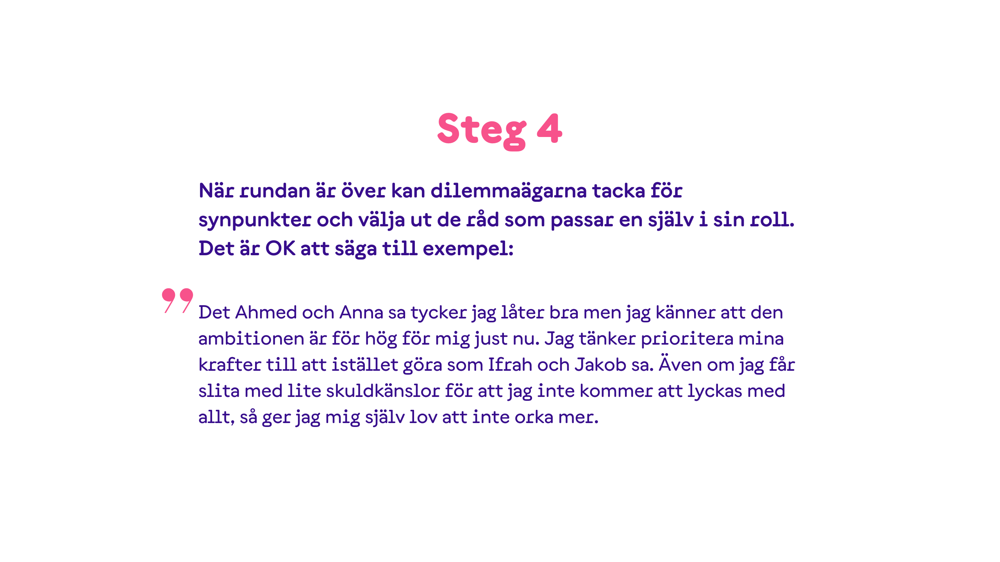 Steg 4
När rundan är över kan dilemmaägarna tacka för
synpunkter och välja ut de råd som passar en själv i sin roll.
Det är OK att säga till exempel:
”Det Ahmed och Anna sa tycker jag låter bra men jag känner att den
ambitionen är för hög för mig just nu. Jag tänker prioritera mina
krafter till att istället göra som Ifrah och Jakob sa. Även om jag får
slita med lite skuldkänslor för att jag inte kommer att lyckas med
allt, så ger jag mig själv lov att inte orka mer.